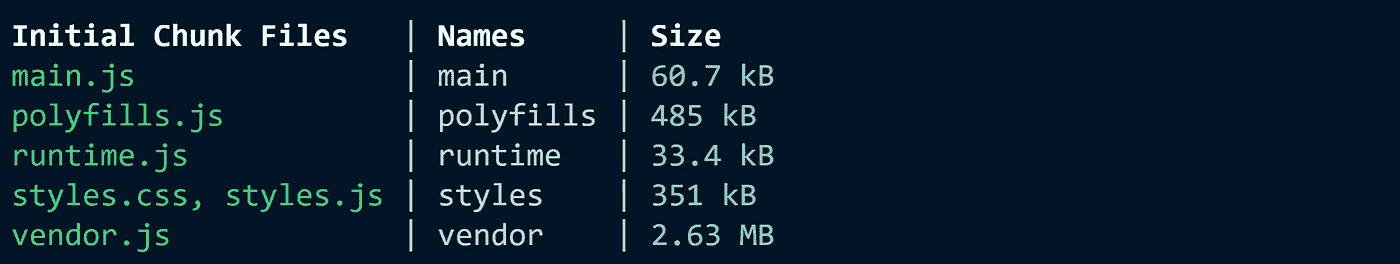 Initial Chunk Files | Names | Size
main.js | main | 60.7 kB
polyfills.js | polyfills | 485 kB
runtime.js | runtime | 33.4 kB
styles.css, styles.js | styles | 351 kB
vendor.js | vendor | 2.63 MB